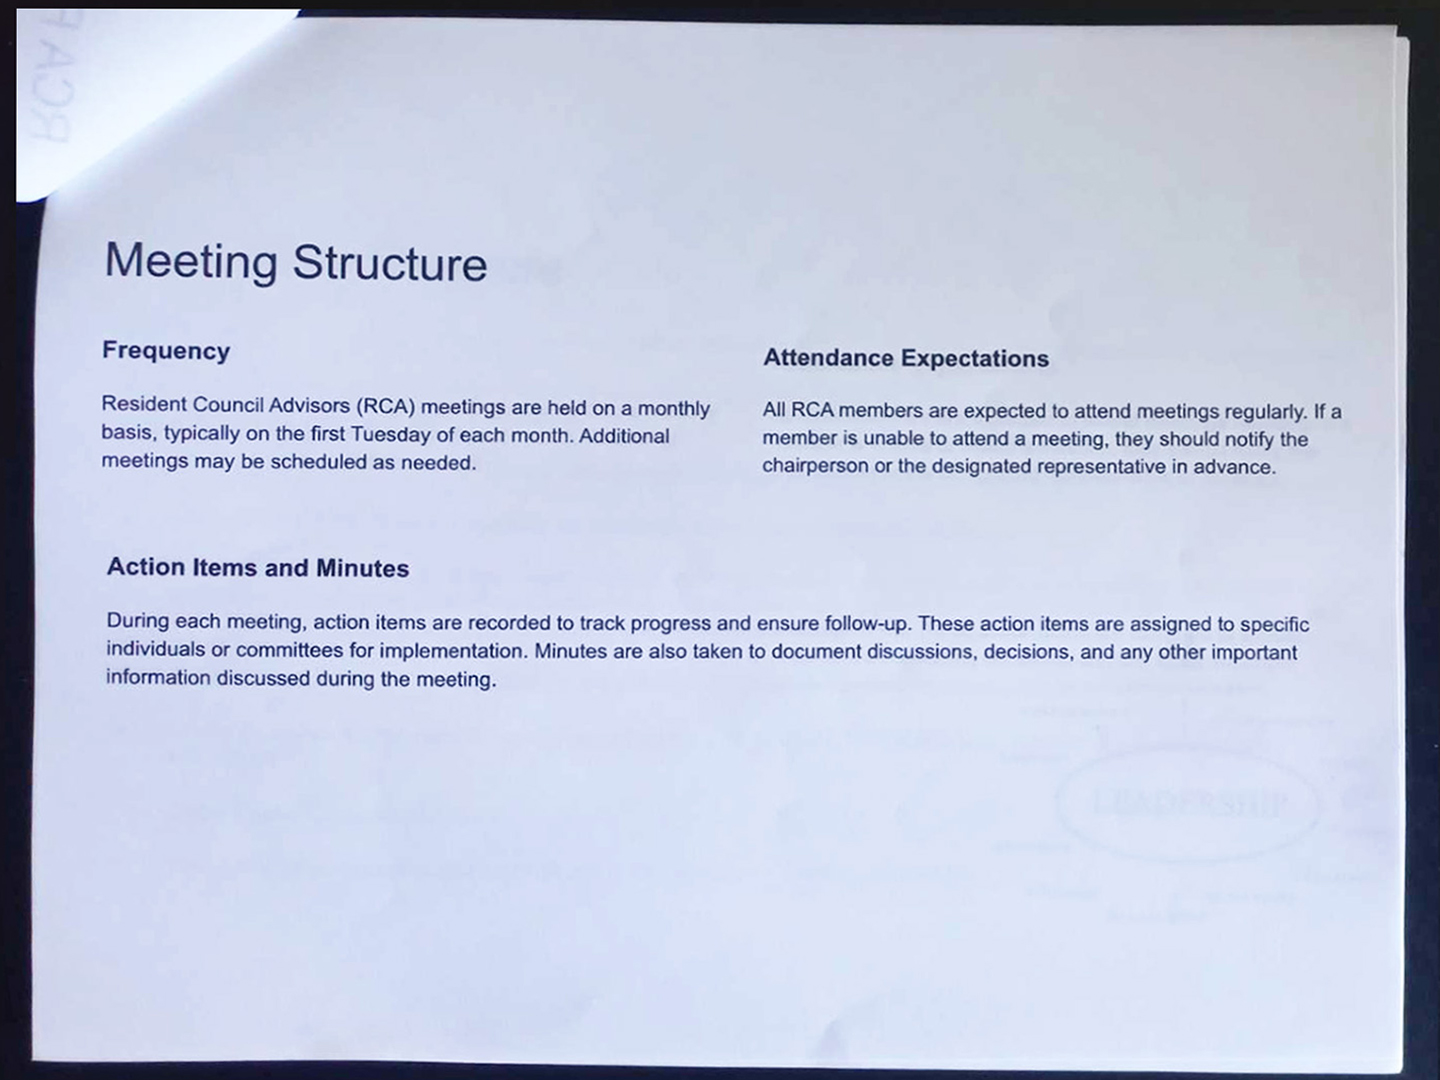 RCA
Meeting Structure
Frequency
Resident Council Advisors (RCA) meetings are held on a monthly
basis, typically on the first Tuesday of each month. Additional
meetings may be scheduled as needed.
Attendance Expectations
All RCA members are expected to attend meetings regularly. If a
member is unable to attend a meeting, they should notify the
chairperson or the designated representative in advance.
Action Items and Minutes
During each meeting, action items are recorded to track progress and ensure follow-up. These action items are assigned to specific
individuals or committees for implementation. Minutes are also taken to document discussions, decisions, and any other important
information discussed during the meeting.
LEADERSHIP